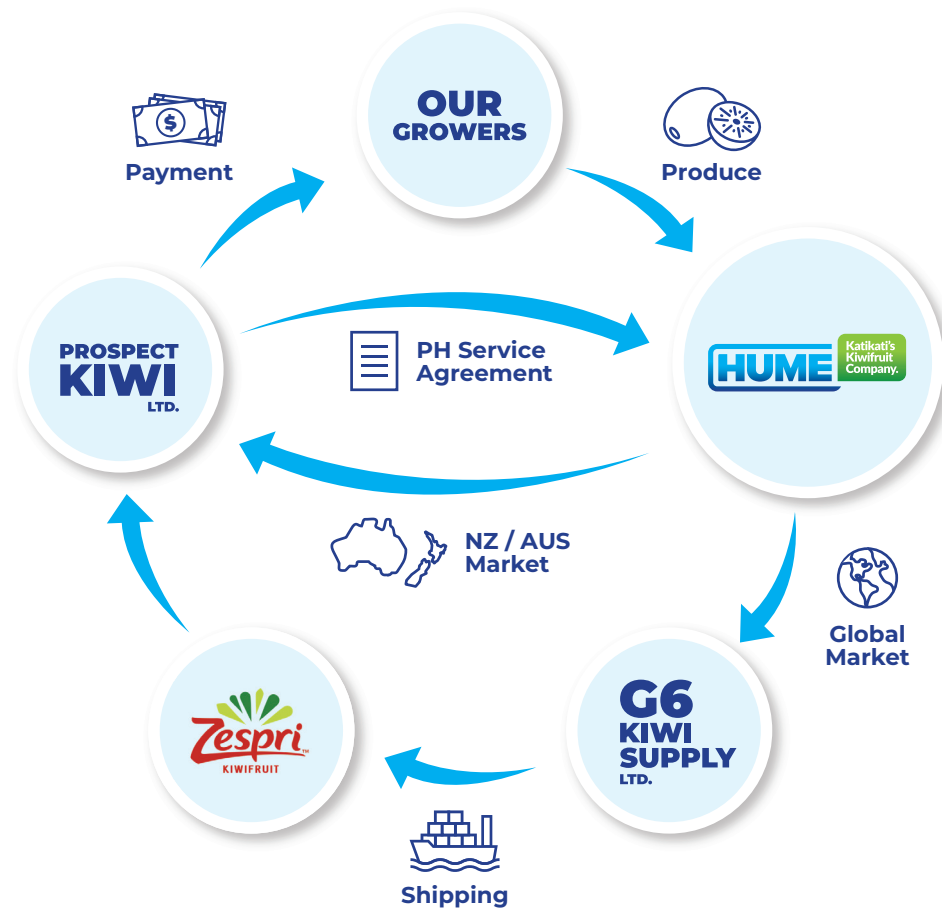 OUR
GROWERS
Payment
$
Produce
PROSPECT
KIWI
LTD.
PH Service
Agreement
HUME
Katikati's
Kiwifruit
Company.
NZ / AUS
Market
Global
Market
Zespri™
KIWIFRUIT
G6
KIWI
SUPPLY
LTD.
Shipping